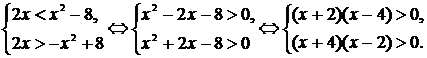 {2x < x² − 8, ⇔ {x² − 2x − 8 > 0, ⇔ {(x + 2)(x − 4) > 0,
2x > −x² + 8 x² + 2x − 8 > 0 (x + 4)(x − 2) > 0.